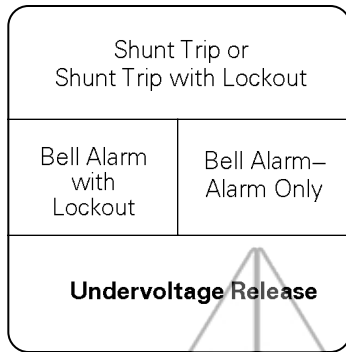 Shunt Trip or
Shunt Trip with Lockout
Bell Alarm
with
Lockout
Bell Alarm–
Alarm Only
Undervoltage Release